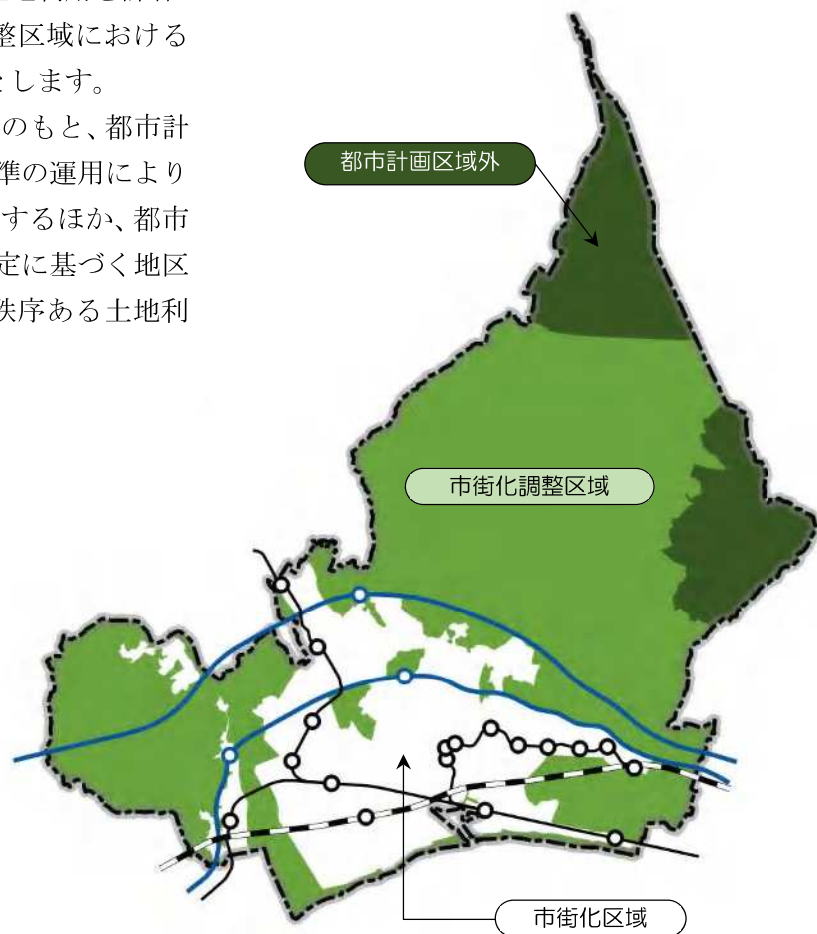 整区域における
とします。
のもと、都市計
準の運用により
するほか、都市
定に基づく地区
秩序ある土地利
都市計画区域外
市街化調整区域
市街化区域